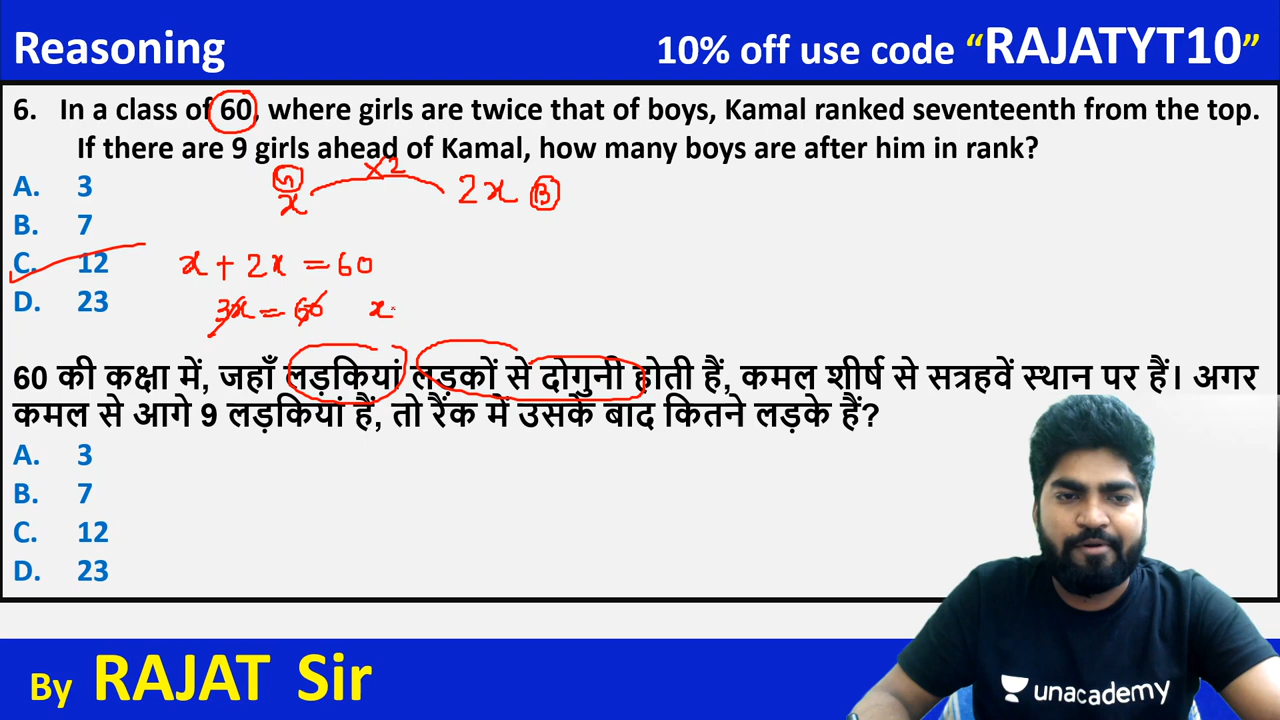 Reasoning
10% off use code “RAJATYT10”
6. In a class of 60, where girls are twice that of boys, Kamal ranked seventeenth from the top.
If there are 9 girls ahead of Kamal, how many boys are after him in rank?
A. 3
B. 7
C. 12
D. 23
G ×2
x 2x B
x + 2x = 60
3x = 60 x
60 की कक्षा में, जहाँ लड़कियां लड़कों से दोगुनी होती हैं, कमल शीर्ष से सत्रहवें स्थान पर हैं। अगर
कमल से आगे 9 लड़कियां हैं, तो रैंक में उसके बाद कितने लड़के हैं?
A. 3
B. 7
C. 12
D. 23
unacademy
By RAJAT Sir